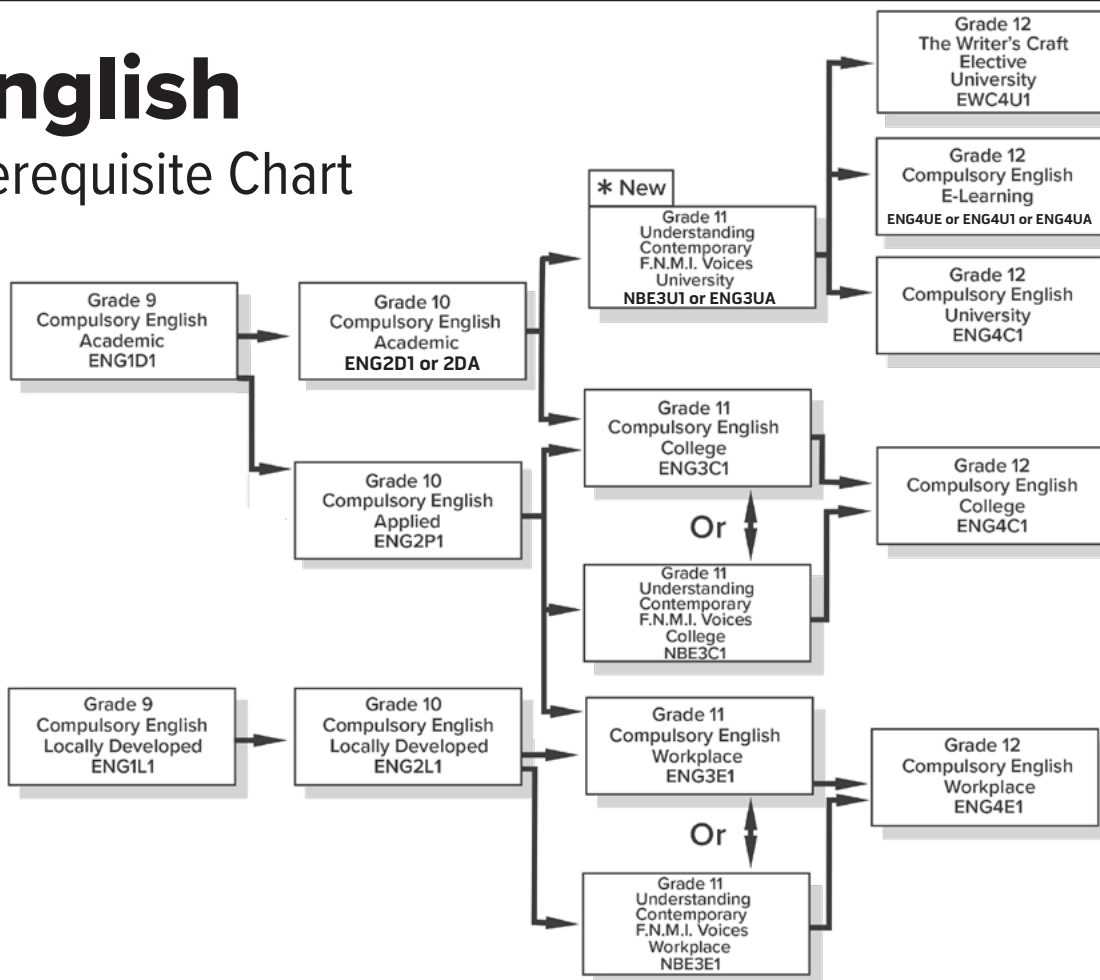 nglish
erequisite Chart
Grade 9
Compulsory English
Academic
ENG1D1
Grade 9
Compulsory English
Locally Developed
ENG1L1
Grade 10
Compulsory English
Academic
ENG2D1 or 2DA
Grade 10
Compulsory English
Applied
ENG2P1
Grade 10
Compulsory English
Locally Developed
ENG2L1
* New
Grade 11
Understanding
Contemporary
F.N.M.I. Voices
University
NBE3U1 or ENG3UA
Grade 11
Compulsory English
College
ENG3C1
Or
Grade 11
Understanding
Contemporary
F.N.M.I. Voices
College
NBE3C1
Grade 11
Compulsory English
Workplace
ENG3E1
Or
Grade 11
Understanding
Contemporary
F.N.M.I. Voices
Workplace
NBE3E1
Grade 12
The Writer's Craft
Elective
University
EWC4U1
Grade 12
Compulsory English
E-Learning
ENG4UE or ENG4U1 or ENG4UA
Grade 12
Compulsory English
University
ENG4C1
Grade 12
Compulsory English
College
ENG4C1
Grade 12
Compulsory English
Workplace
ENG4E1